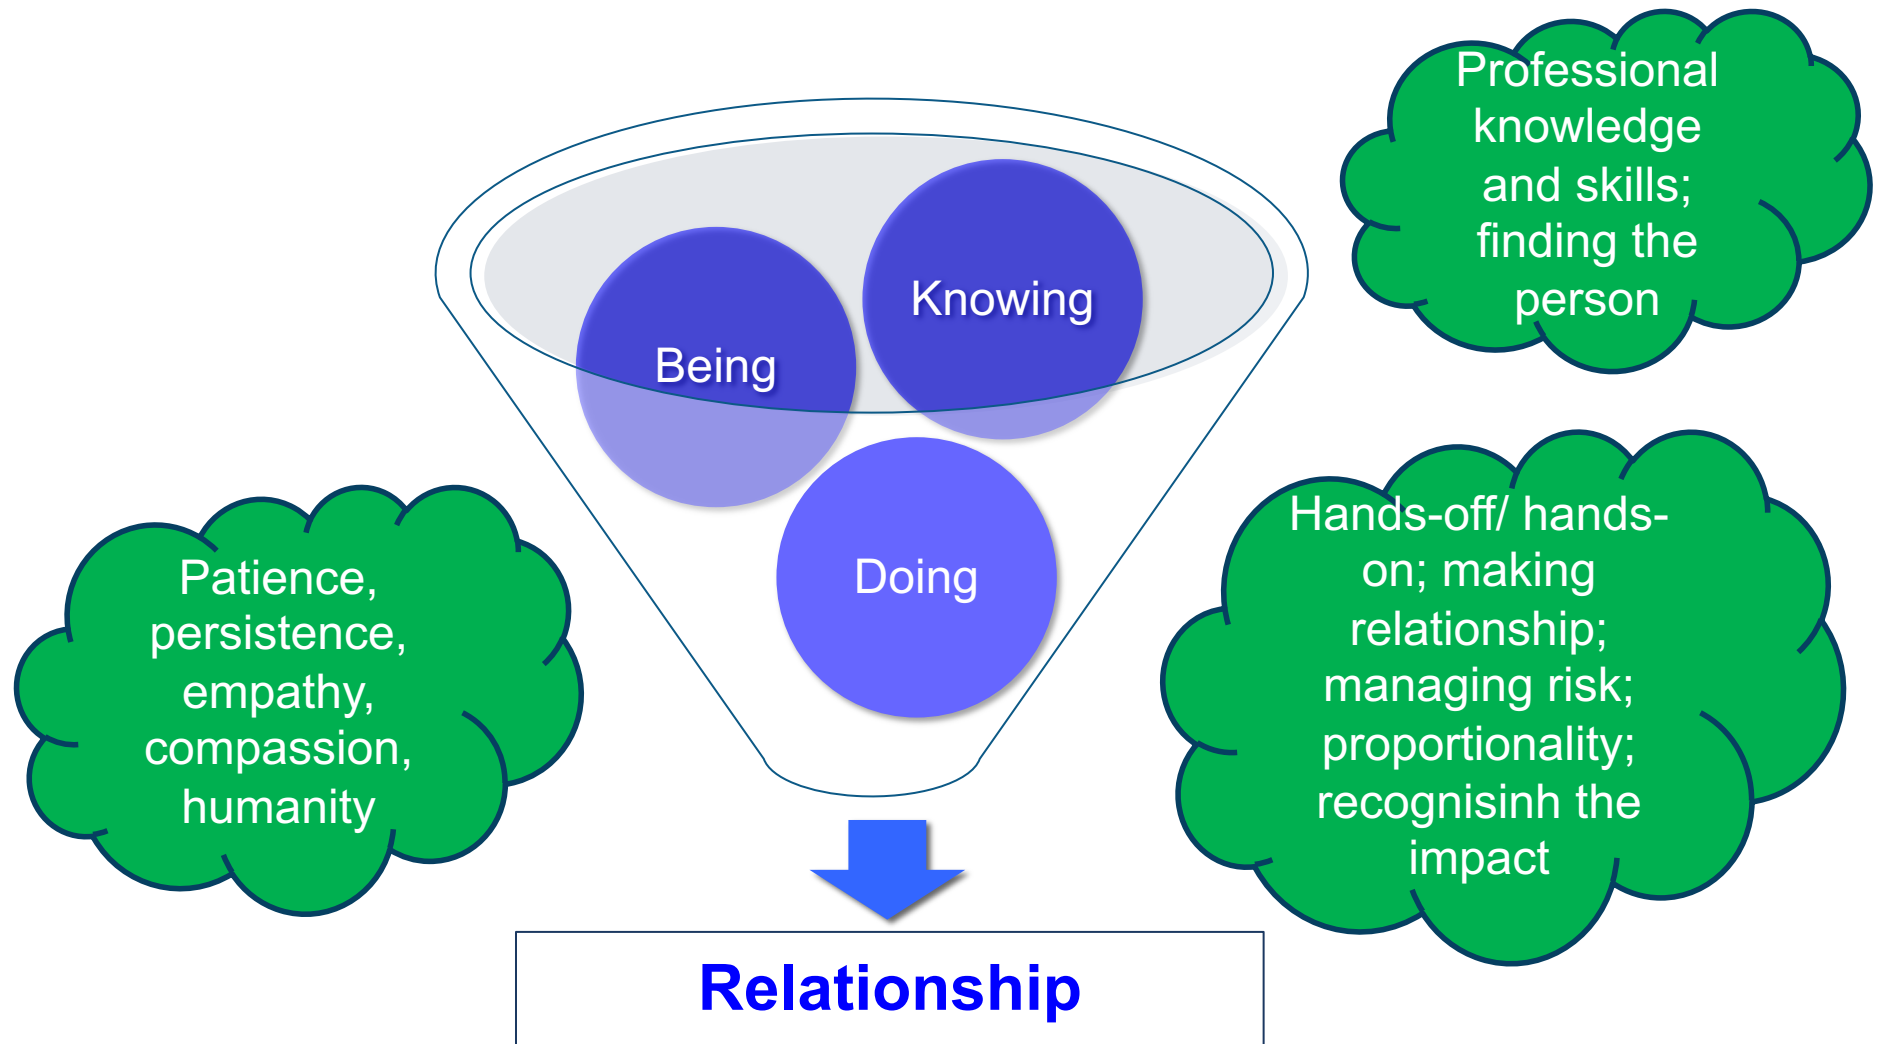 Professional
knowledge
and skills;
finding the
person
Knowing
Being
Doing
Patience,
persistence,
empathy,
compassion,
humanity
Hands-off/ hands-
on; making
relationship;
managing risk;
proportionality;
recognisinh the
impact
Relationship